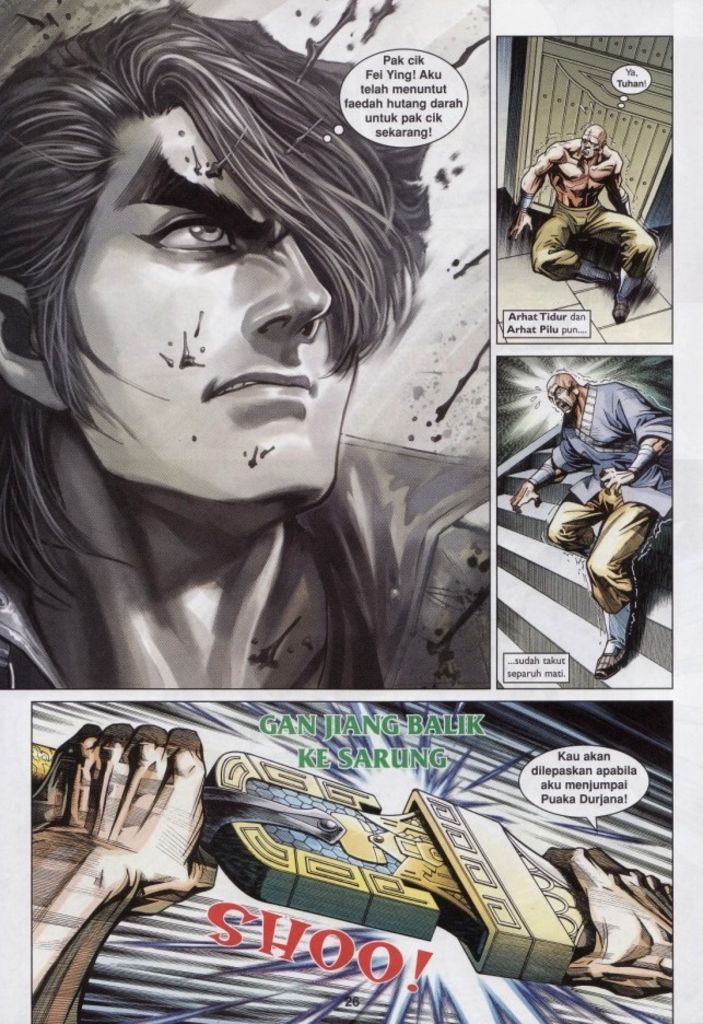 Pak cik
Fei Ying! Aku
telah menuntut
faedah hutang darah
untuk pak cik
sekarang!
Ya,
Tuhan!
Arhat Tidur dan
Arhat Pilu pun....
...sudah takut
separuh mati.
GAN JIANG BALIK
KE SARUNG
Kau akan
dilepaskan apabila
aku menjumpai
Puaka Durjana!
SHOO!
26